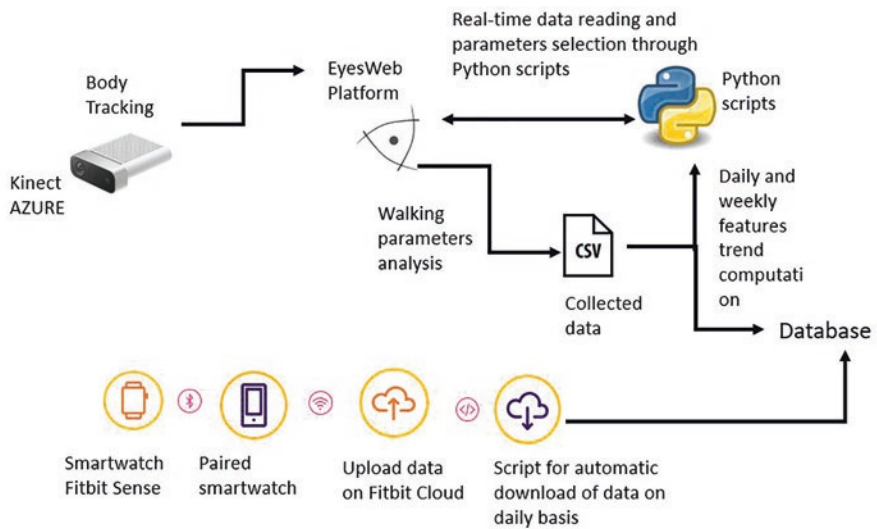 Real-time data reading and
parameters selection through
Python scripts
Body
Tracking
EyesWeb
Platform
Python
scripts
Kinect
AZURE
Walking
parameters
analysis
CSV
Collected
data
Daily and
weekly
features
trend
computati
on
Database
</>
Smartwatch
Fitbit Sense
Paired
smartwatch
Upload data
on Fitbit Cloud
Script for automatic
download of data on
daily basis